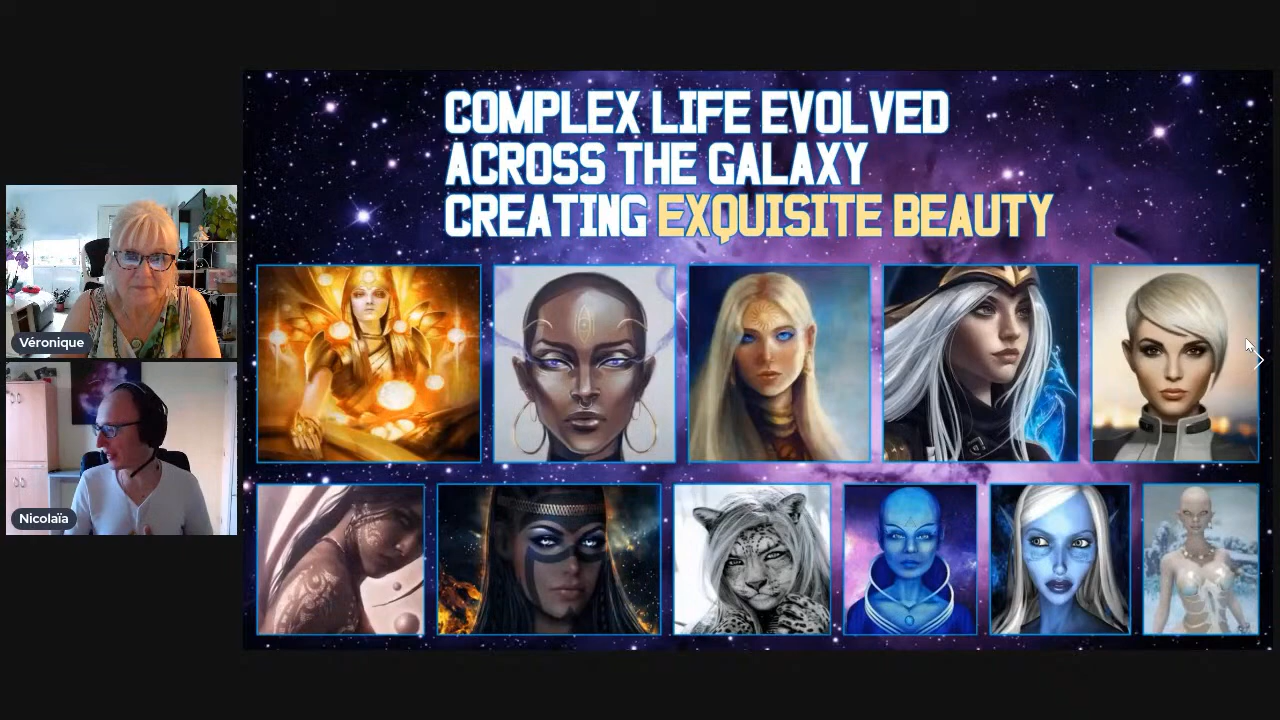 COMPLEX LIFE EVOLVED
ACROSS THE GALAXY
CREATING EXQUISITE BEAUTY
Véronique
Nicolaïa